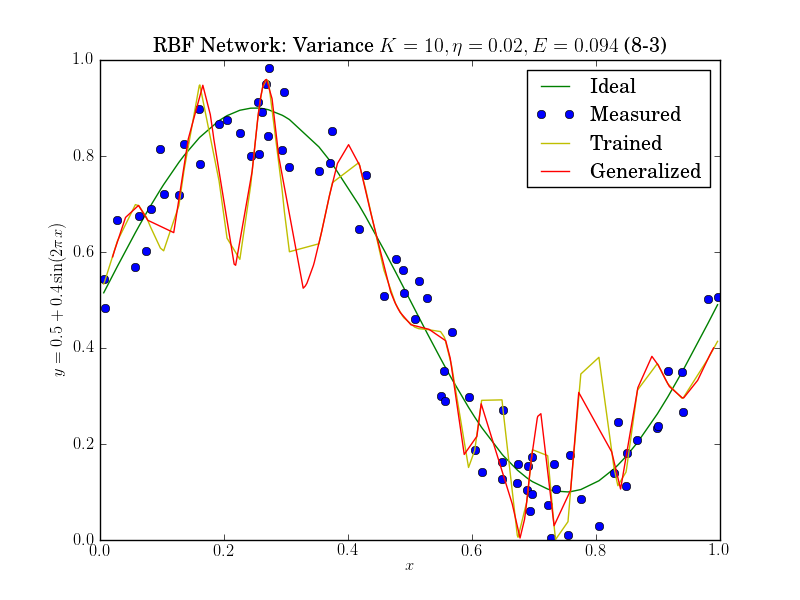 RBF Network: Variance K = 10, η = 0.02, E = 0.094 (8-3)
y = 0.5 + 0.4 sin(2πx)
1.0
0.8
0.6
0.4
0.2
0.0
Ideal
Measured
Trained
Generalized
0.0 0.2 0.4 0.6 0.8 1.0
x